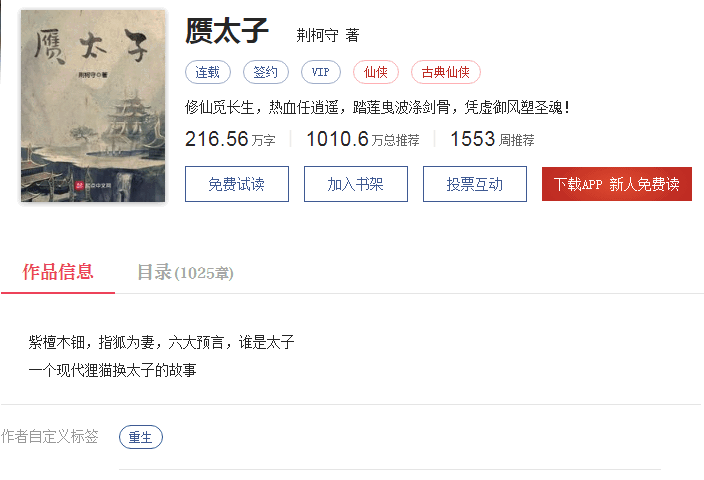 赝太子
荆柯守◎著
起点中文网
赝太子 荆柯守 著
连载 签约 VIP 仙侠 古典仙侠
修仙觅长生，热血任逍遥，踏莲曳波涤剑骨，凭虚御风塑圣魂！
216.56万字 1010.6万总推荐 1553周推荐
免费试读 加入书架 投票互动 下载APP 新人免费读
作品信息 目录(1025章)
紫檀木钿，指狐为妻，六大预言，谁是太子
一个现代狸猫换太子的故事
作者自定义标签 重生